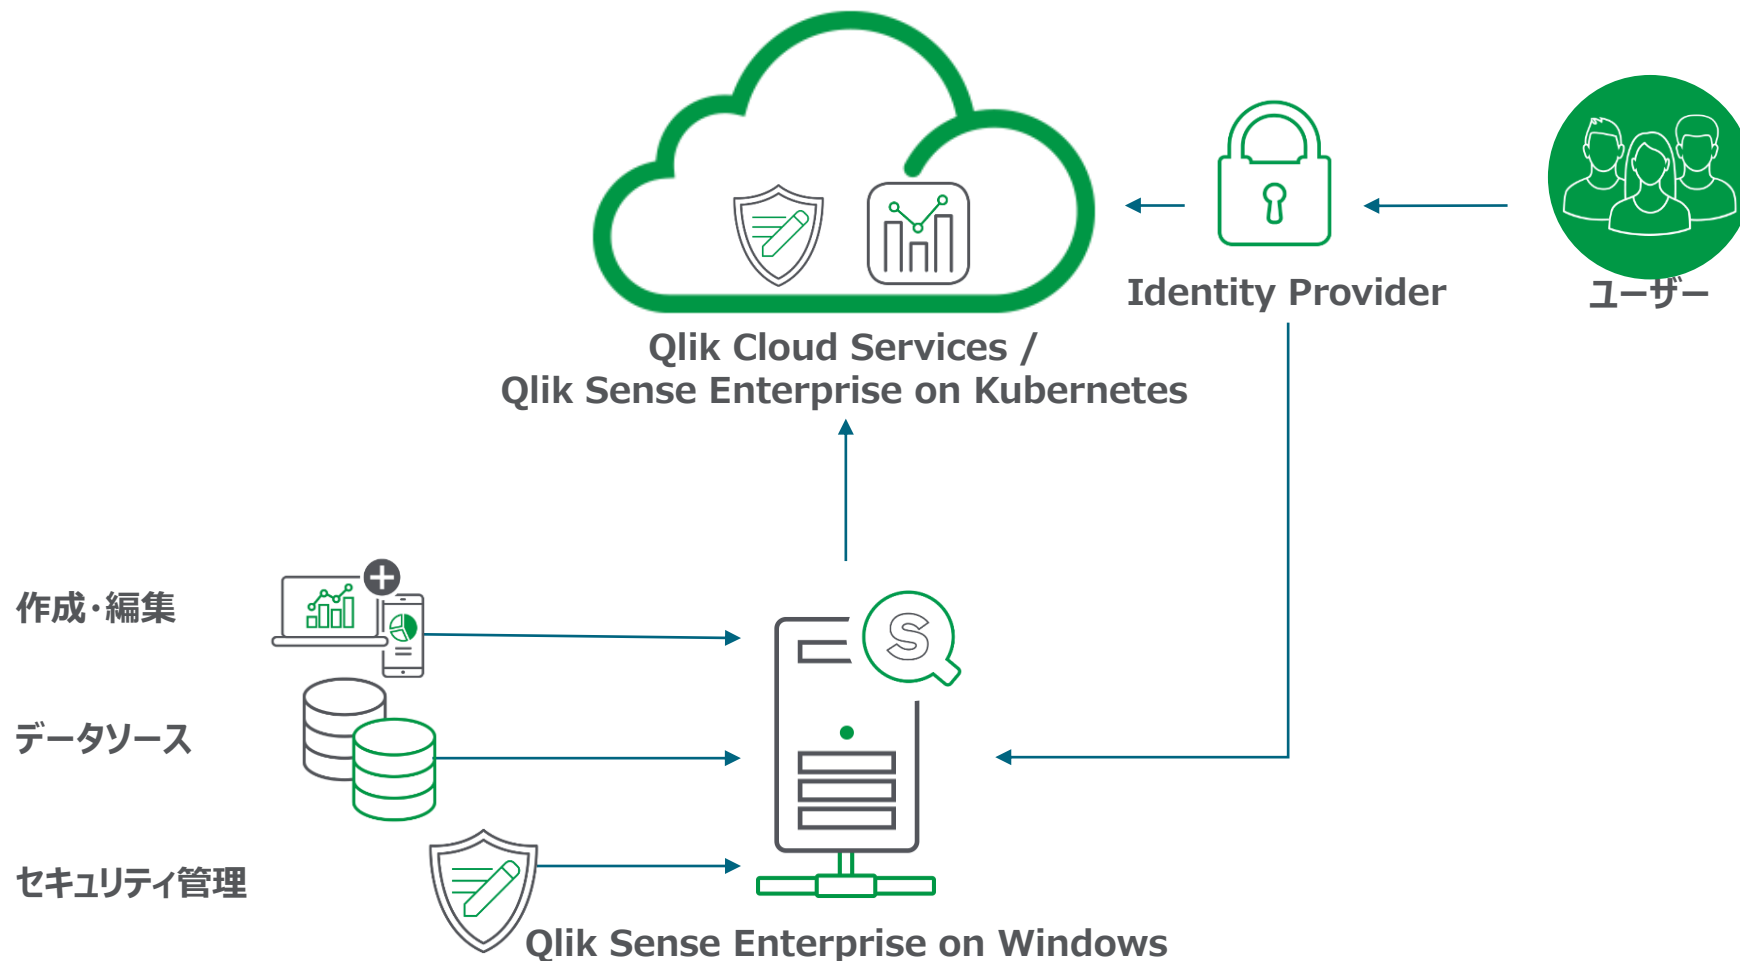 Identity Provider
ユーザー
Qlik Cloud Services /
Qlik Sense Enterprise on Kubernetes
作成・編集
S
データソース
セキュリティ管理
Qlik Sense Enterprise on Windows